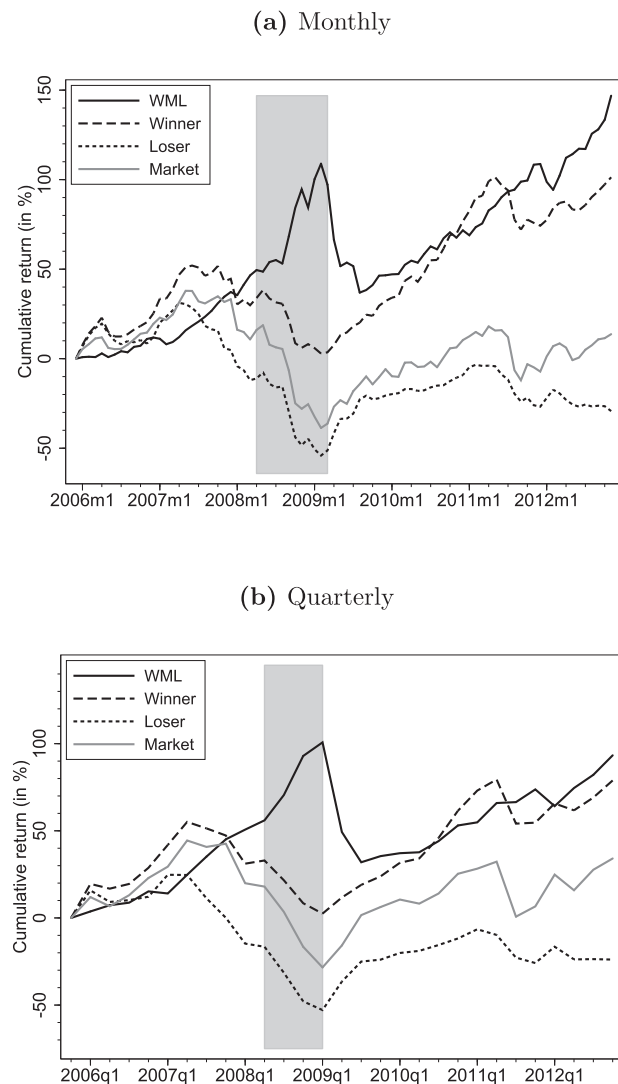 (a) Monthly
Cumulative return (in %)
150
100
50
0
-50
WML
Winner
Loser
Market
2006m1 2007m1 2008m1 2009m1 2010m1 2011m1 2012m1
(b) Quarterly
Cumulative return (in %)
100
50
0
-50
WML
Winner
Loser
Market
2006q1 2007q1 2008q1 2009q1 2010q1 2011q1 2012q1